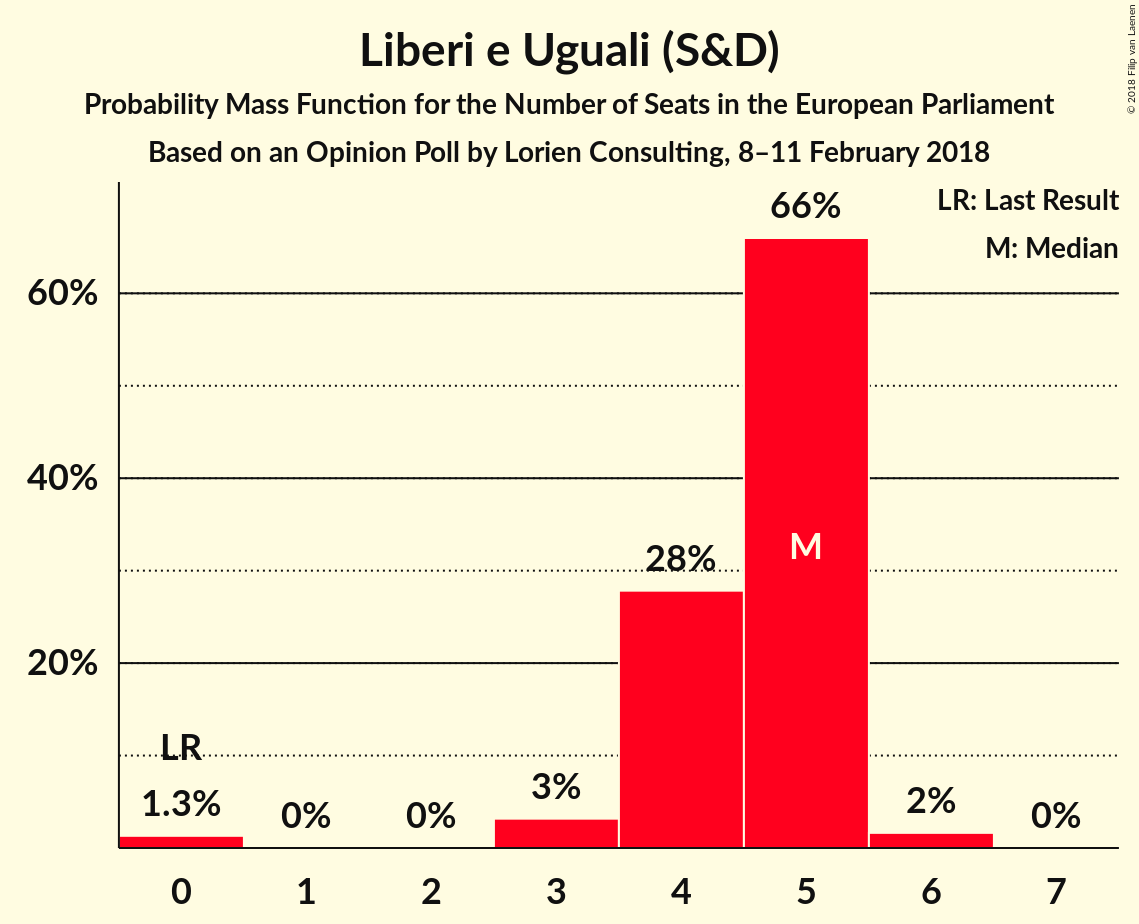 Liberi e Uguali (S&D)
Probability Mass Function for the Number of Seats in the European Parliament
Based on an Opinion Poll by Lorien Consulting, 8–11 February 2018
© 2018 Filip van Laenen
LR: Last Result
M: Median
66%
60%
40%
28%
M
20%
LR
1.3%
0%
0%
3%
2%
0%
0
1
2
3
4
5
6
7